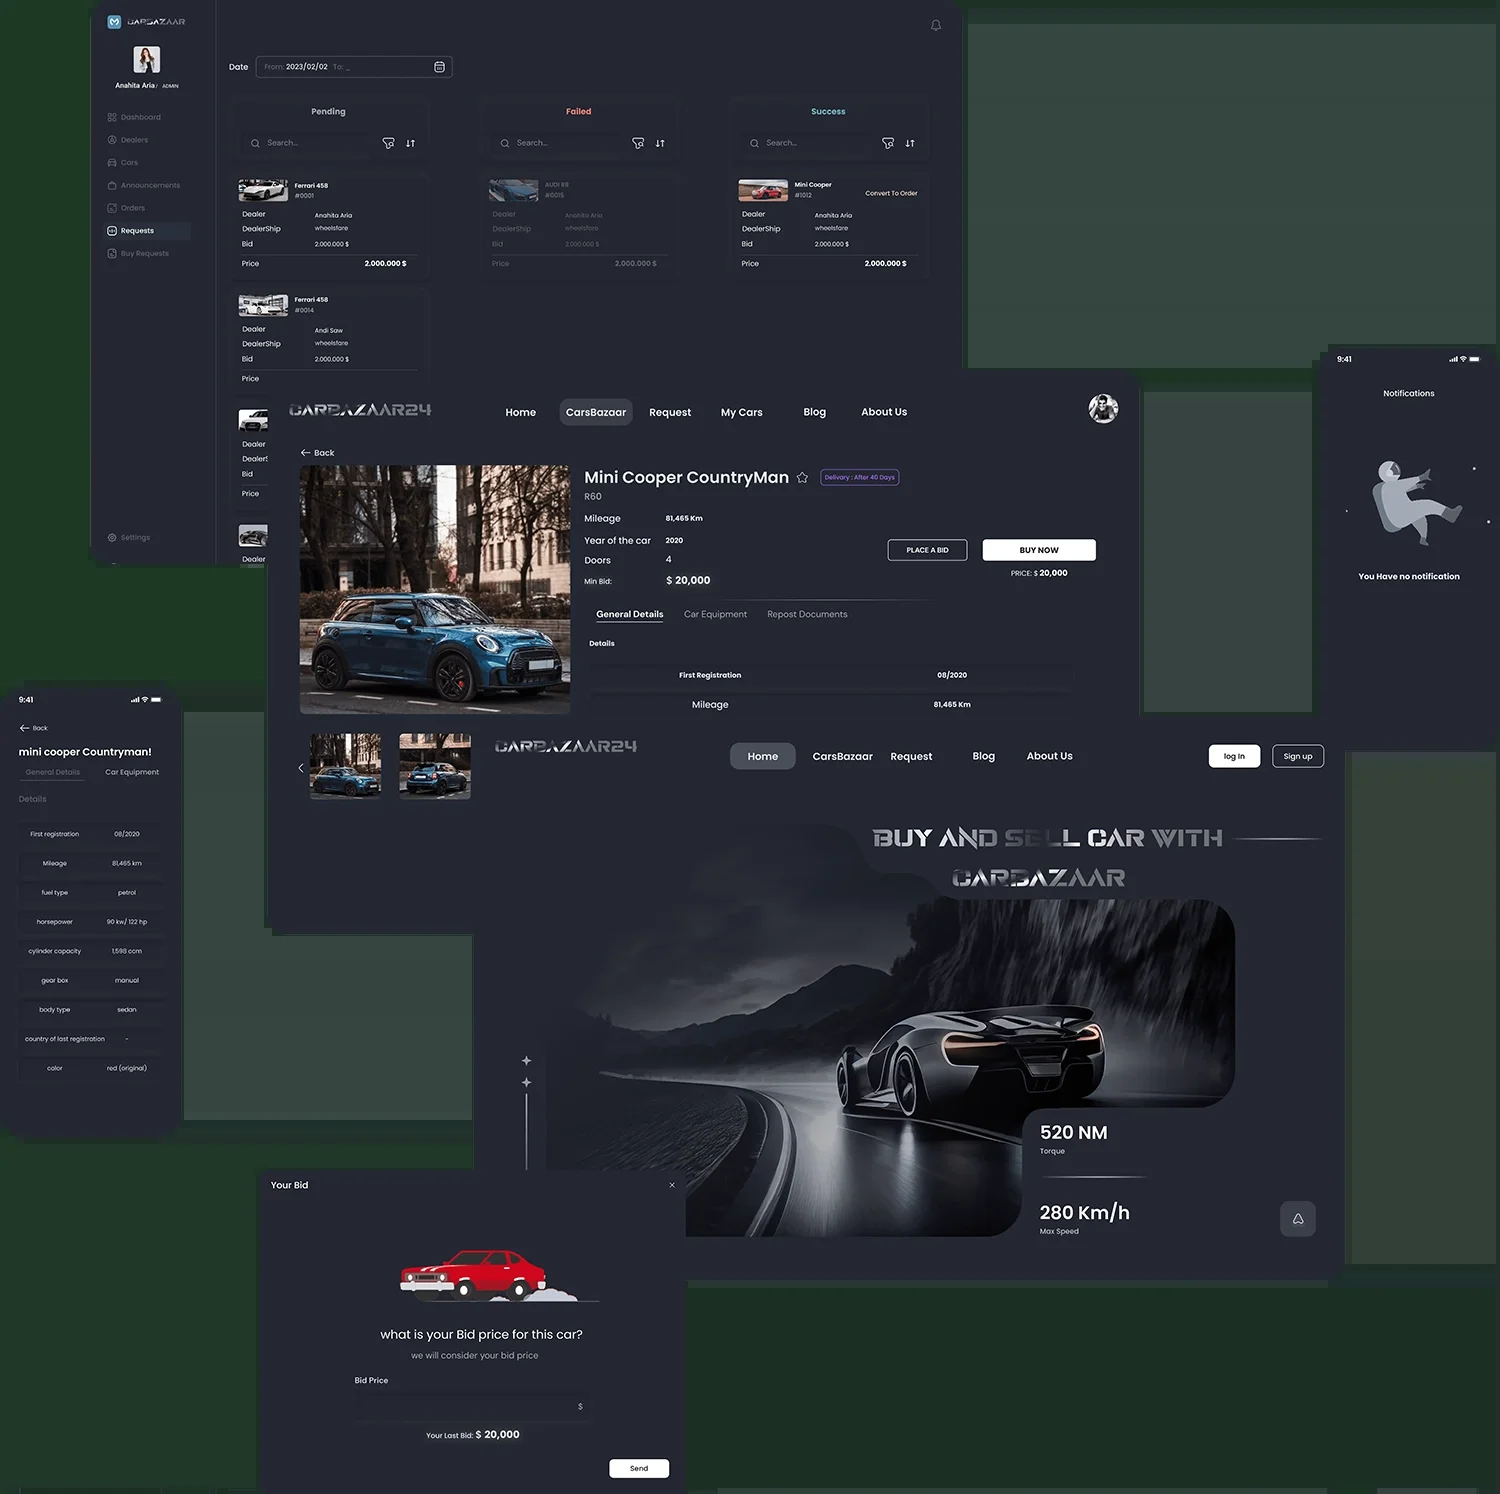 CARBAZAAR
Anahita Aria / ADMIN
Dashboard
Dealers
Cars
Announcements
Orders
Requests
Buy Requests
Settings
Date From: 2023/02/02 To: _
Pending
Search...
Ferrari 458
#0001
Dealer Anahita Aria
DealerShip wheelsfare
Bid 2.000.000 $
Price 2.000.000 $
Ferrari 458
#0014
Dealer Andi Saw
DealerShip wheelsfare
Bid 2.000.000 $
Price
Dealer
Dealers
Bid
Price
Dealer
Failed
Search...
AUDI R8
#0015
Dealer Anahita Aria
DealerShip wheelsfare
Bid 2.000.000 $
Price 2.000.000 $
Success
Search...
Mini Cooper
#1012
Convert To Order
Dealer Anahita Aria
DealerShip wheelsfare
Bid 2.000.000 $
Price 2.000.000 $
9:41
Notifications
You Have no notification
CARBAZAAR24
Home CarsBazaar Request My Cars Blog About Us
Back
Mini Cooper CountryMan
Delivary : After 40 Days
R60
Mileage 81,465 Km
Year of the car 2020
Doors 4
Min Bid: $ 20,000
PLACE A BID
BUY NOW
PRICE: $ 20,000
General Details Car Equipment Repost Documents
Details
First Registration 08/2020
Mileage 81,465 Km
9:41
Back
mini cooper Countryman!
General Details Car Equipment
Details
First registration 08/2020
Mileage 81,465 km
fuel type petrol
horsepower 90 kw/ 122 hp
cylinder capacity 1,598 ccm
gear box manual
body type sedan
country of last registration -
color red (original)
CARBAZAAR24
Home CarsBazaar Request Blog About Us
log In
Sign up
BUY AND SELL CAR WITH
CARBAZAAR
520 NM
Torque
280 Km/h
Max Speed
Your Bid
what is your Bid price for this car?
we will consider your bid price
Bid Price
$
Your Last Bid: $ 20,000
Send